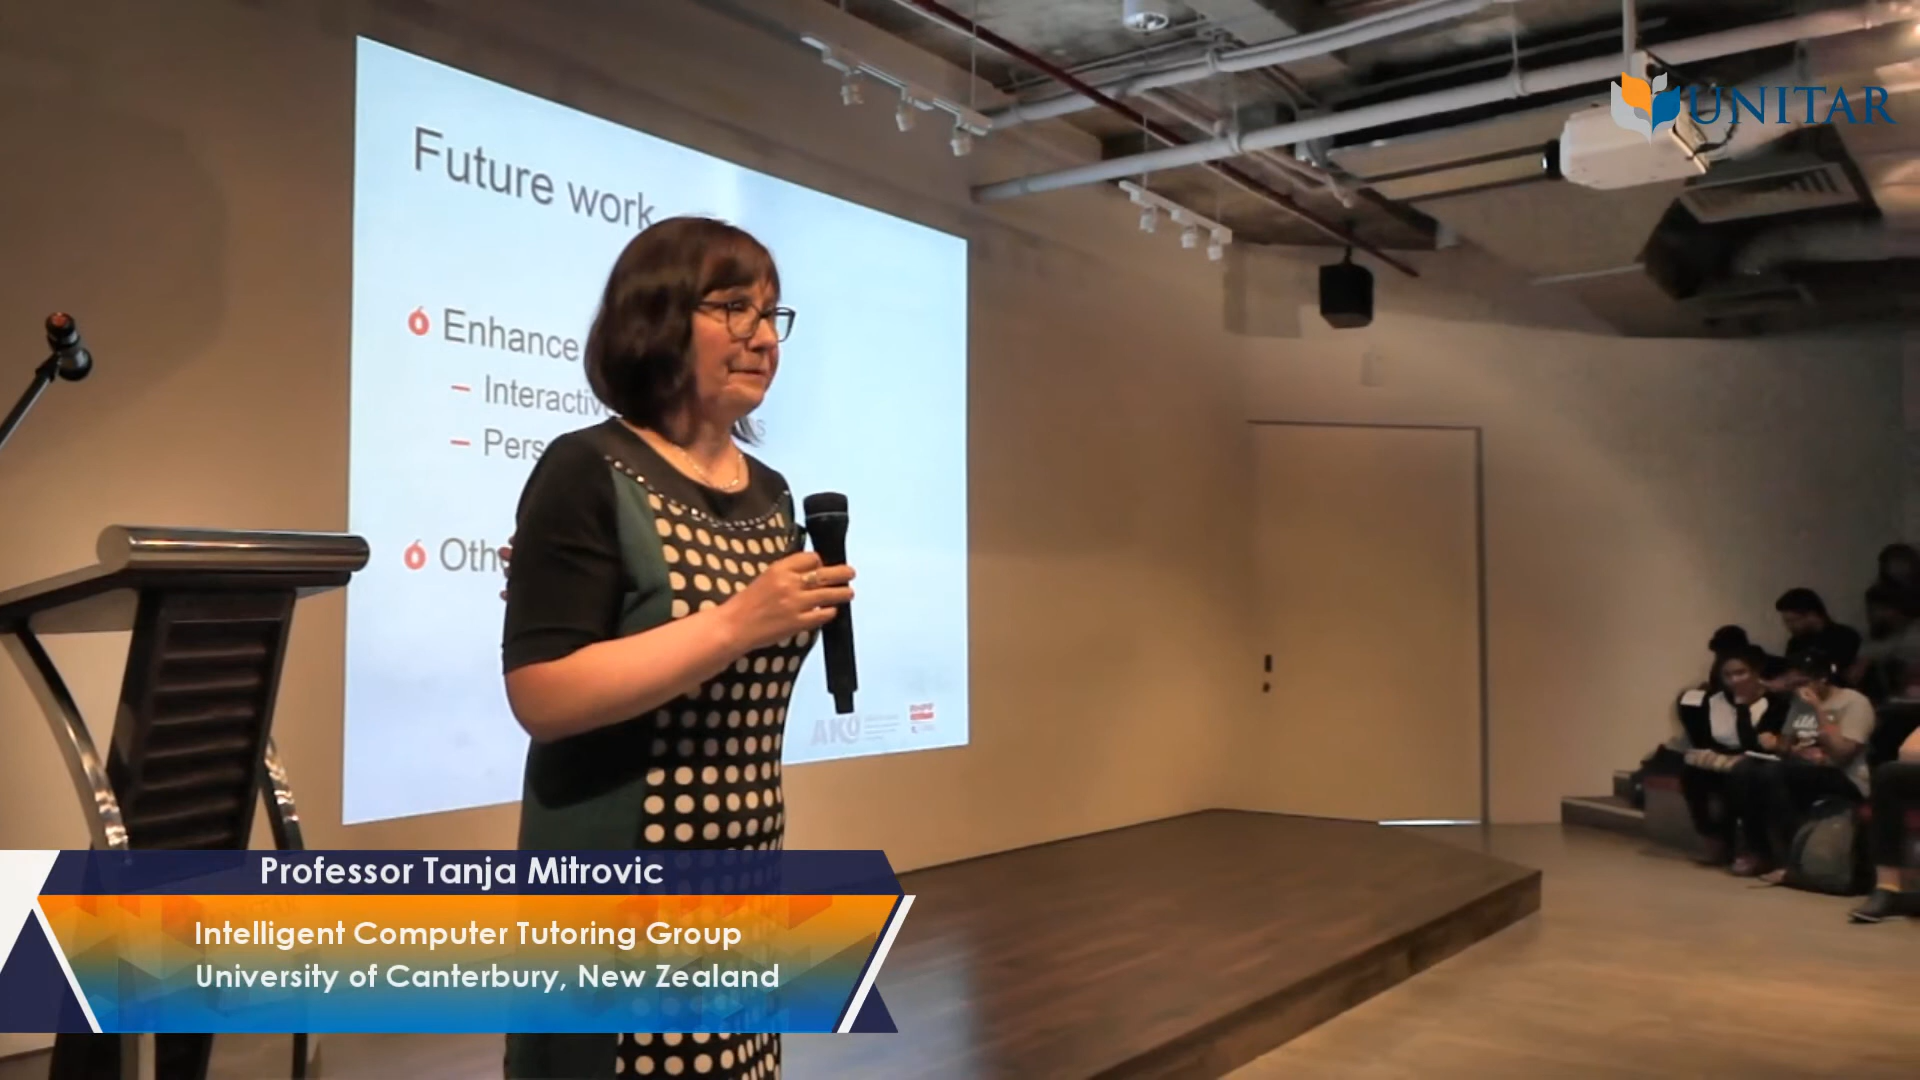 UNITAR
Future work
Enhance
– Interactiv
– Pers
Oth
AKO
Professor Tanja Mitrovic
Intelligent Computer Tutoring Group
University of Canterbury, New Zealand